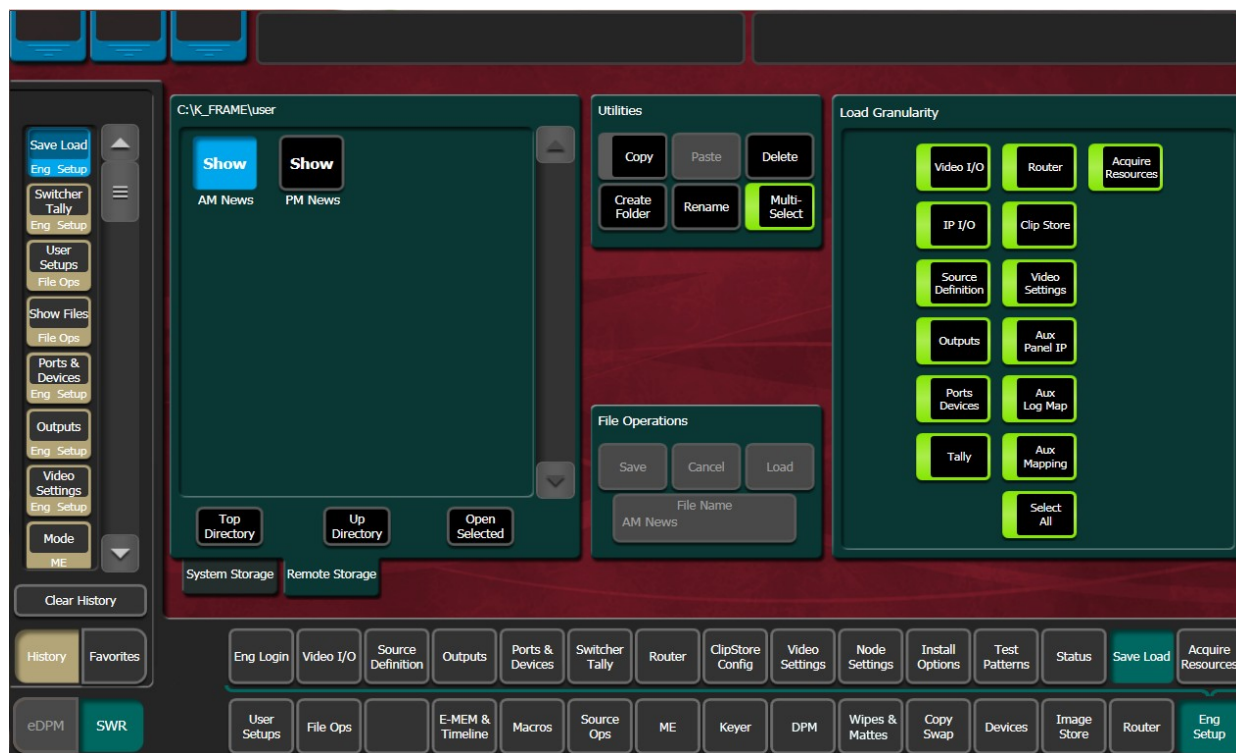 C:\K_FRAME\user
Utilities
Load Granularity
Save Load
Eng Setup
Switcher
Tally
Eng Setup
User
Setups
File Ops
Show Files
File Ops
Ports &
Devices
Eng Setup
Outputs
Eng Setup
Video
Settings
Eng Setup
Mode
ME
Clear History
History
Favorites
eDPM
SWR
Show
AM News
Show
PM News
Top
Directory
Up
Directory
Open
Selected
System Storage
Remote Storage
Copy
Paste
Delete
Create
Folder
Rename
Multi-
Select
File Operations
Save
Cancel
Load
File Name
AM News
Video I/O
Router
Acquire
Resources
IP I/O
Clip Store
Source
Definition
Video
Settings
Outputs
Aux
Panel IP
Ports
Devices
Aux
Log Map
Tally
Aux
Mapping
Select
All
Eng Login
Video I/O
Source
Definition
Outputs
Ports &
Devices
Switcher
Tally
Router
ClipStore
Config
Video
Settings
Node
Settings
Install
Options
Test
Patterns
Status
Save Load
Acquire
Resources
User
Setups
File Ops
E-MEM &
Timeline
Macros
Source
Ops
ME
Keyer
DPM
Wipes &
Mattes
Copy
Swap
Devices
Image
Store
Router
Eng
Setup